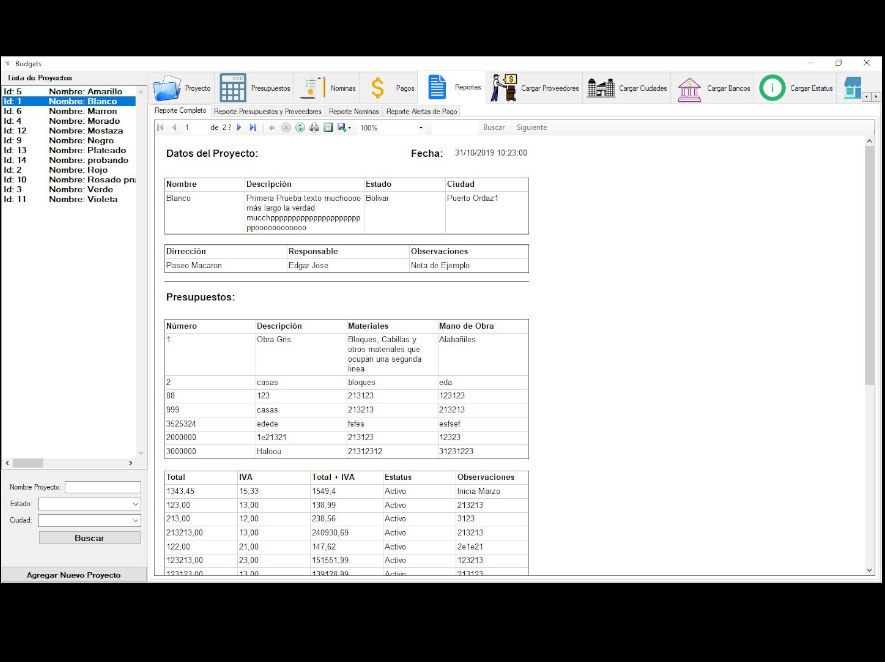 Budgets
Lista de Proyectos
Id: 5 Nombre: Amarillo
Id: 1 Nombre: Blanco
Id: 6 Nombre: Marron
Id: 4 Nombre: Morado
Id: 12 Nombre: Mostaza
Id: 9 Nombre: Negro
Id: 13 Nombre: Plateado
Id: 14 Nombre: probando
Id: 2 Nombre: Rojo
Id: 10 Nombre: Rosado pru
Id: 3 Nombre: Verde
Id: 11 Nombre: Violeta
Nombre Proyecto:
Estado:
Ciudad:
Buscar
Agregar Nuevo Proyecto
Proyecto Presupuestos Nominas Pagos Reportes Cargar Proveedores Cargar Ciudades Cargar Bancos Cargar Estatus
Reporte Completo Reporte Presupuestos y Proveedores Reporte Nominas Reporte Alertas de Pago
1 de 2 ? 100% Buscar Siguiente
Datos del Proyecto: Fecha: 31/10/2019 10:23:00
Nombre Descripción Estado Ciudad
Blanco Primera Prueba texto muchoooo Bolivar Puerto Ordaz1
más largo la verdad
mucchpppppppppppppppppppp
ppoooooooooooo
Dirrección Responsable Observaciones
Paseo Macaron Edgar Jose Nota de Ejemplo
Presupuestos:
Número Descripción Materiales Mano de Obra
1 Obra Gris Bloques, Cabillas y Alabañiles
otros materiales que
ocupan una segunda
linea
2 casas bloques eda
88 123 213123 123123
999 casas 213213 213213
3525324 edede fsfes esfsef
2000000 1e21321 213123 12323
3000000 Haloou 21312312 31231223
Total IVA Total + IVA Estatus Observaciones
1343,45 15,33 1549,4 Activo Inicia Marzo
123,00 13,00 138,99 Activo 213213
213,00 12,00 238,56 Activo 3123
213213,00 13,00 240930,69 Activo 213213
122,00 21,00 147,62 Activo 2e1e21
123213,00 23,00 151551,99 Activo 123213
123123,00 13,00 139128,99 Activo 213123